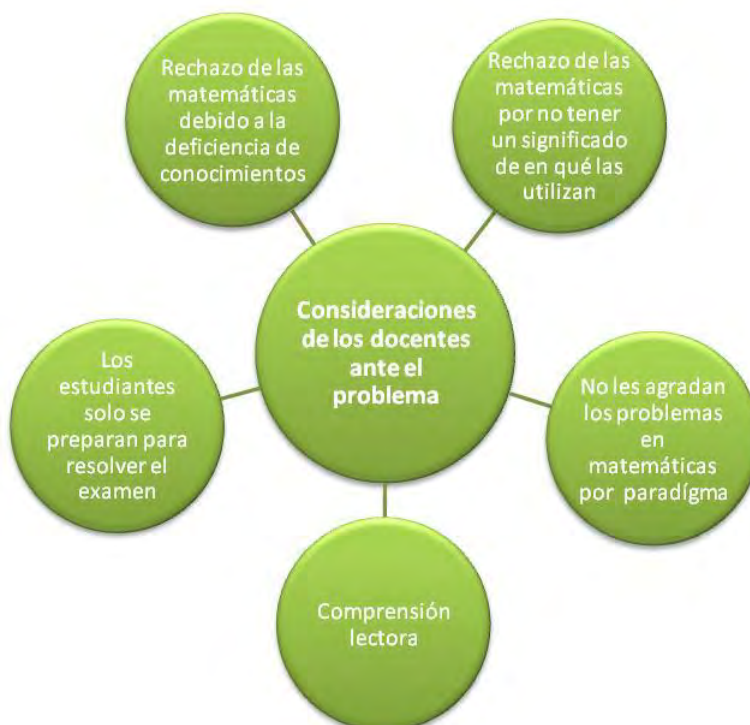 Rechazo de las
matemáticas
debido a la
deficiencia de
conocimientos
Rechazo de las
matemáticas
por no tener
un significado
de en qué las
utilizan
Consideraciones
de los docentes
ante el
problema
Los
estudiantes
solo se
preparan para
resolver el
examen
No les agradan
los problemas
en
matemáticas
por paradígma
Comprensión
lectora